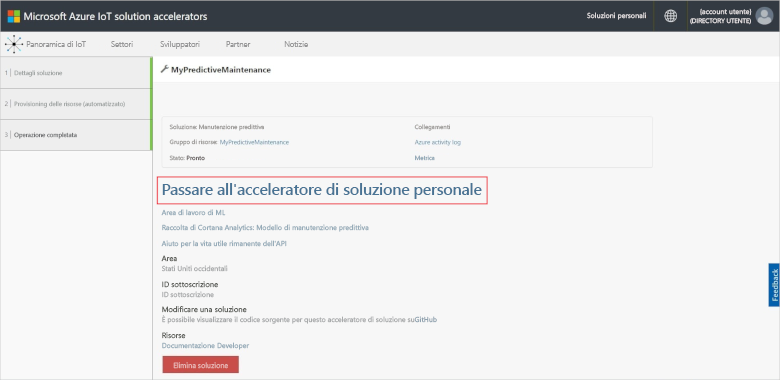 Microsoft Azure IoT solution accelerators
Soluzioni personali
(account utente)
(DIRECTORY UTENTE)
Panoramica di IoT
Settori
Sviluppatori
Partner
Notizie
1 Dettagli soluzione
2 Provisioning delle risorse (automatizzato)
3 Operazione completata
MyPredictiveMaintenance
Soluzione: Manutenzione predittiva
Collegamenti
Gruppo di risorse: MyPredictiveMaintenance
Azure activity log
Stato: Pronto
Metrica
Passare all'acceleratore di soluzione personale
Area di lavoro di ML
Raccolta di Cortana Analytics: Modello di manutenzione predittiva
Aiuto per la vita utile rimanente dell'API
Area
Stati Uniti occidentali
ID sottoscrizione
ID sottoscrizione
Modificare una soluzione
È possibile visualizzare il codice sorgente per questo acceleratore di soluzione suGitHub
Risorse
Documentazione Developer
Elimina soluzione
Feedback